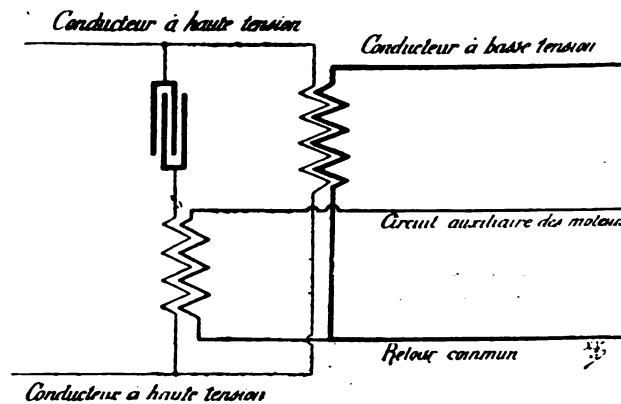 Conducteur à haute tension
Conducteur à basse tension
Circuit auxiliaire des moteurs
Retour commun
Conducteur à haute tension